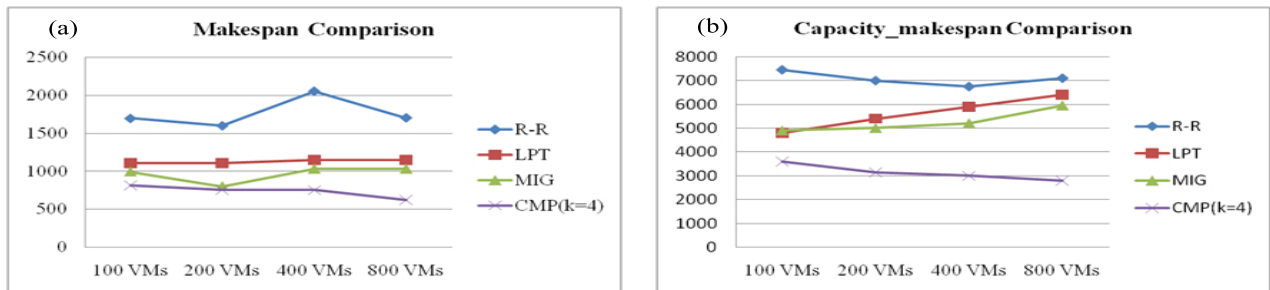 (a)
Makespan Comparison
2500
2000
1500
1000
500
0
100 VMs 200 VMs 400 VMs 800 VMs
R-R
LPT
MIG
CMP(k=4)
(b)
Capacity_makespan Comparison
8000
7000
6000
5000
4000
3000
2000
1000
0
100 VMs 200 VMs 400 VMs 800 VMs
R-R
LPT
MIG
CMP(k=4)